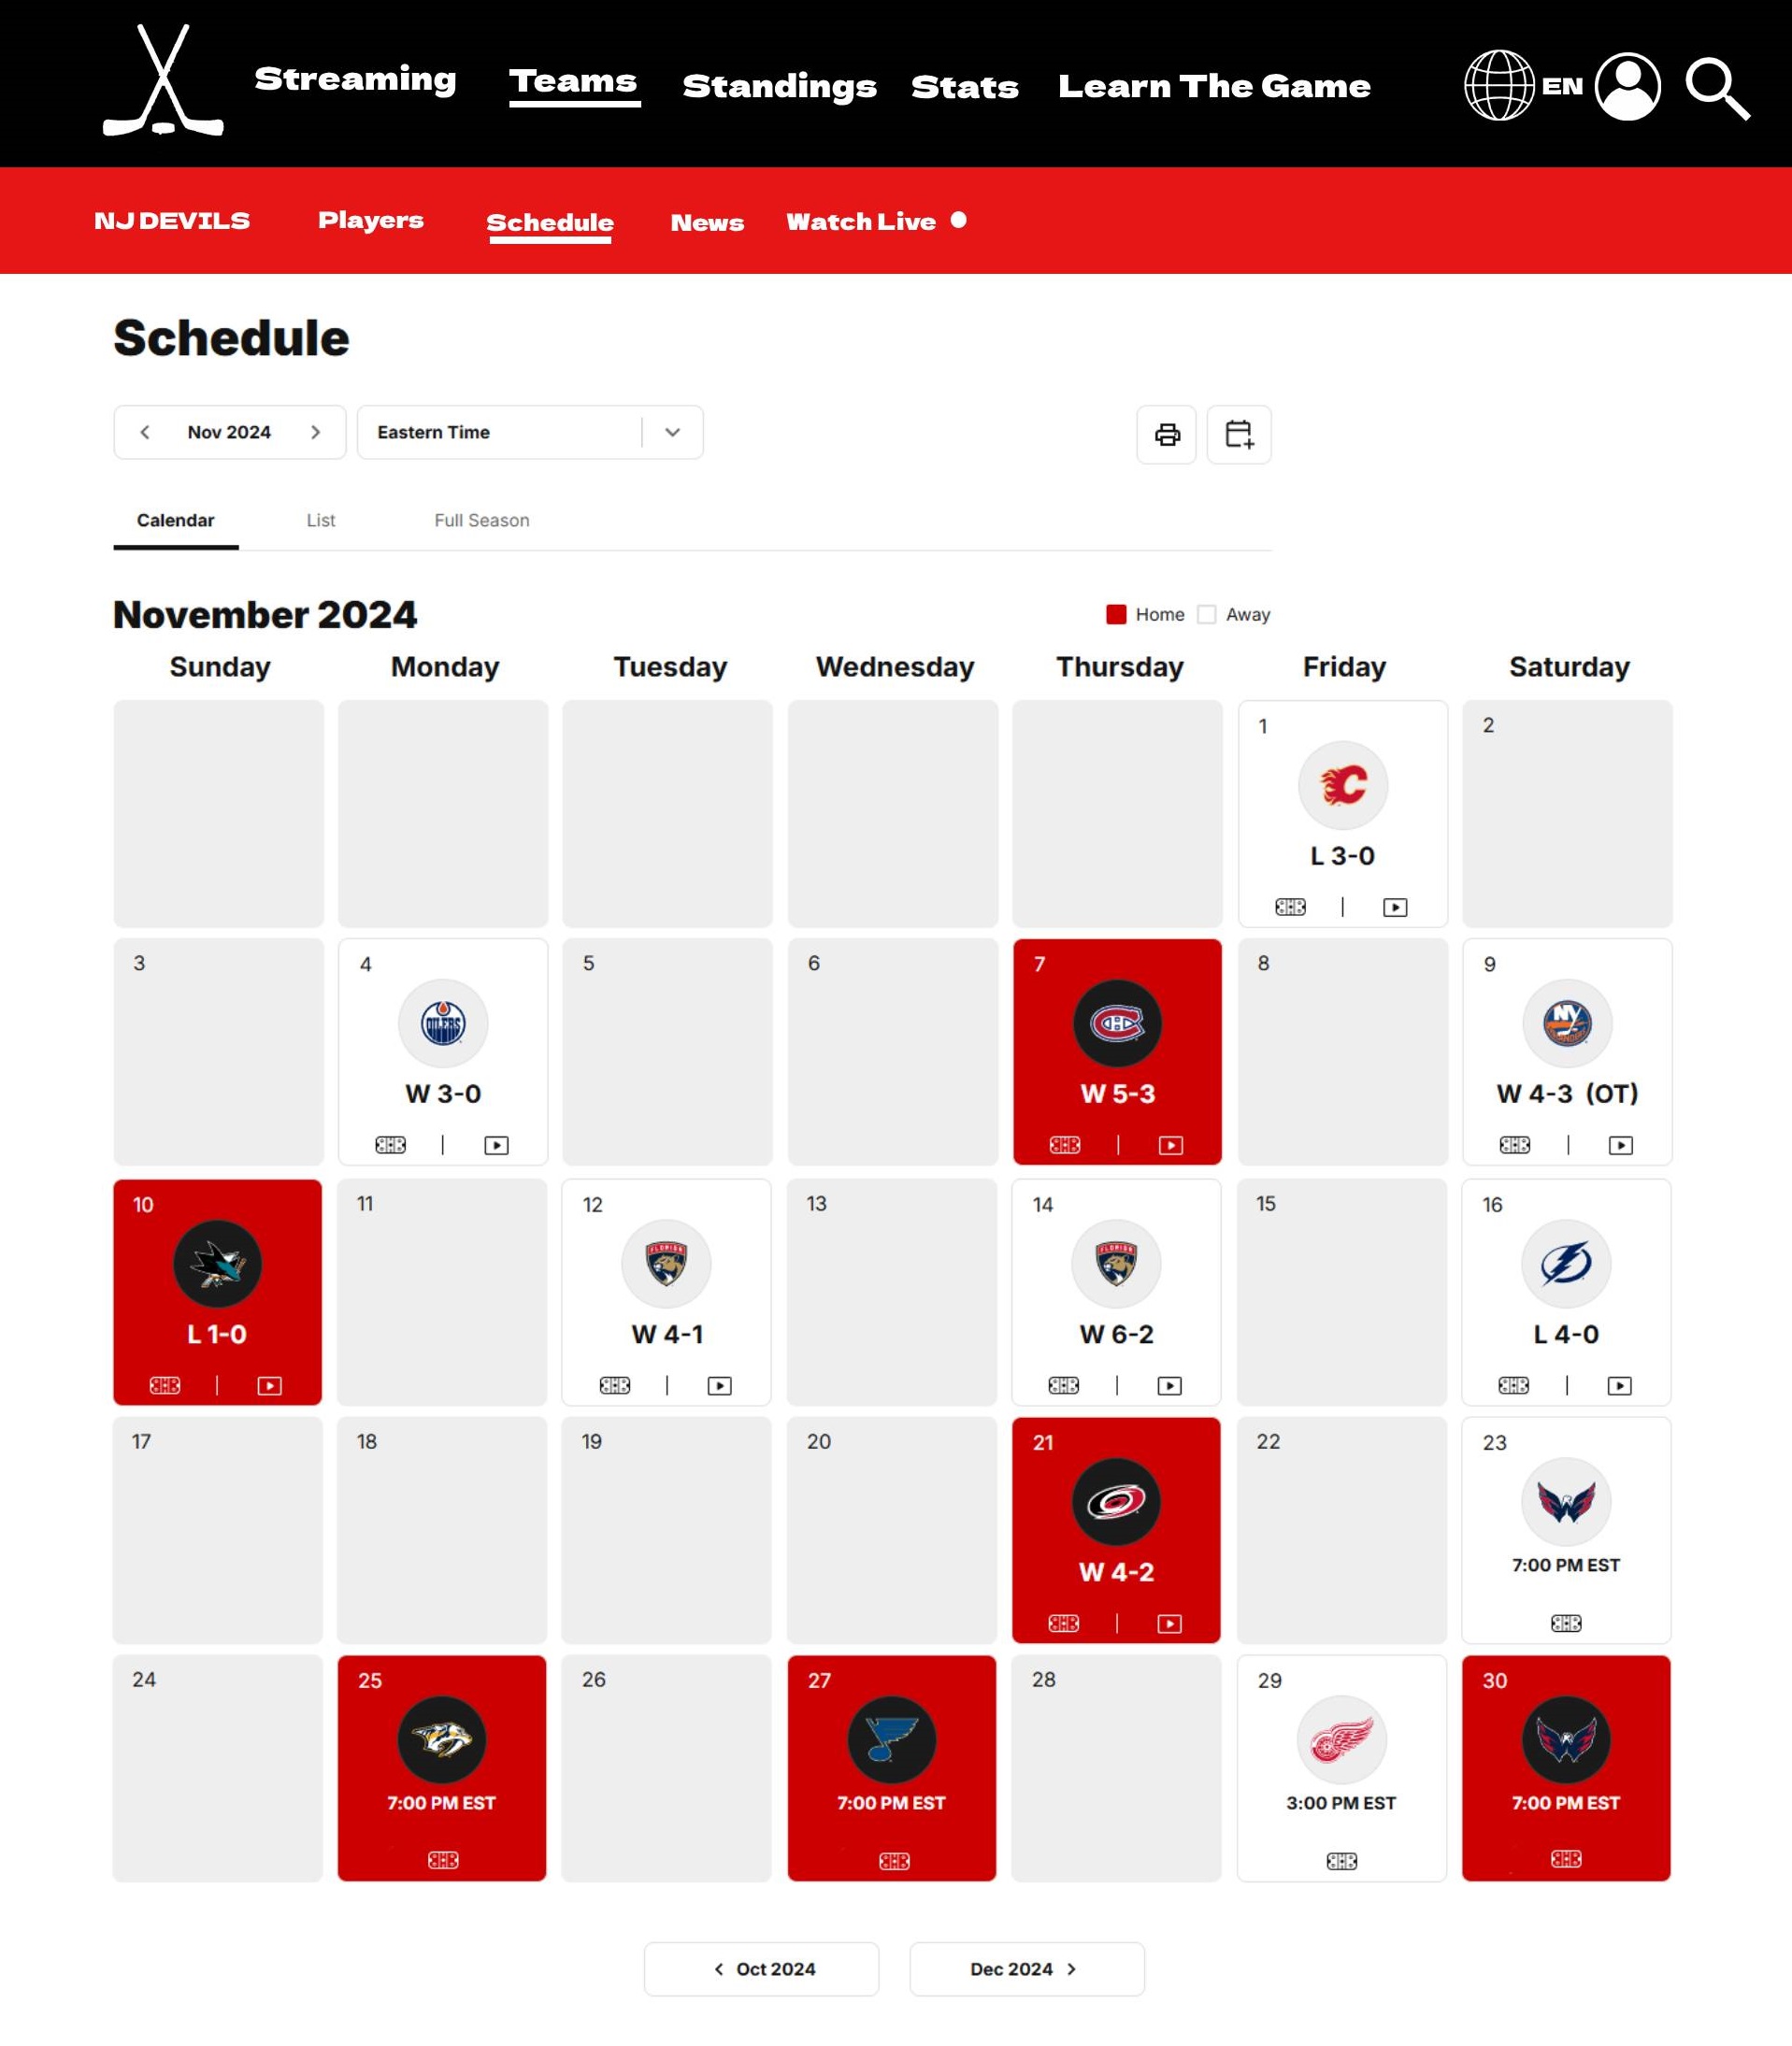 Streaming Teams Standings Stats Learn The Game EN
NJ DEVILS Players Schedule News Watch Live
Schedule
Nov 2024 Eastern Time
Calendar List Full Season
November 2024 Home Away
Sunday Monday Tuesday Wednesday Thursday Friday Saturday
1 2
C
L 3-0
3 4 5 6 7 8 9
OILERS NY
W 3-0 W 5-3 W 4-3 (OT)
10 11 12 13 14 15 16
FLORIDA FLORIDA
L 1-0 W 4-1 W 6-2 L 4-0
17 18 19 20 21 22 23
W 4-2 7:00 PM EST
24 25 26 27 28 29 30
7:00 PM EST 7:00 PM EST 3:00 PM EST 7:00 PM EST
Oct 2024 Dec 2024